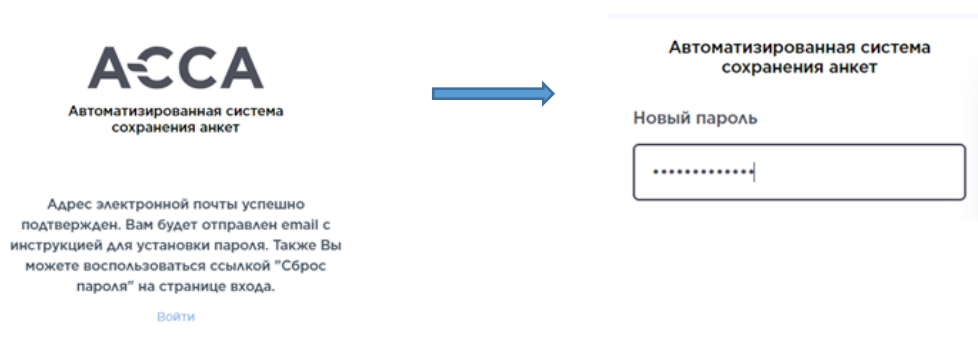 АССА
Автоматизированная система
сохранения анкет
Адрес электронной почты успешно
подтвержден. Вам будет отправлен email с
инструкцией для установки пароля. Также Вы
можете воспользоваться ссылкой "Сброс
пароля" на странице входа.
Войти
Автоматизированная система
сохранения анкет
Новый пароль
•••••••••••••